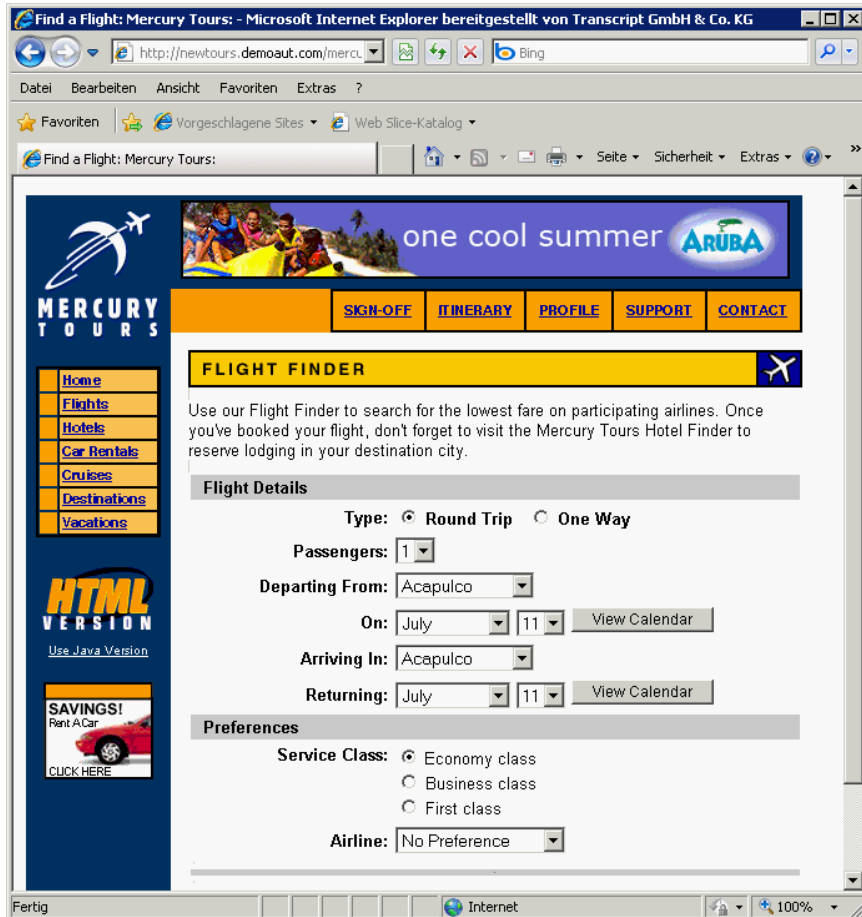 Find a Flight: Mercury Tours: - Microsoft Internet Explorer bereitgestellt von Transcript GmbH & Co. KG
http://newtours.demoaut.com/mercu
Bing
Datei Bearbeiten Ansicht Favoriten Extras ?
Favoriten Vorgeschlagene Sites Web Slice-Katalog
Find a Flight: Mercury Tours:
Seite Sicherheit Extras »
one cool summer ARUBA
MERCURY
TOURS
SIGN-OFF ITINERARY PROFILE SUPPORT CONTACT
FLIGHT FINDER
Home
Flights
Hotels
Car Rentals
Cruises
Destinations
Vacations
HTML
VERSION
Use Java Version
SAVINGS!
Rent A Car
CLICK HERE
Use our Flight Finder to search for the lowest fare on participating airlines. Once
you've booked your flight, don't forget to visit the Mercury Tours Hotel Finder to
reserve lodging in your destination city.
Flight Details
Type: Round Trip One Way
Passengers: 1
Departing From: Acapulco
On: July 11 View Calendar
Arriving In: Acapulco
Returning: July 11 View Calendar
Preferences
Service Class: Economy class
Business class
First class
Airline: No Preference
Fertig Internet 100%